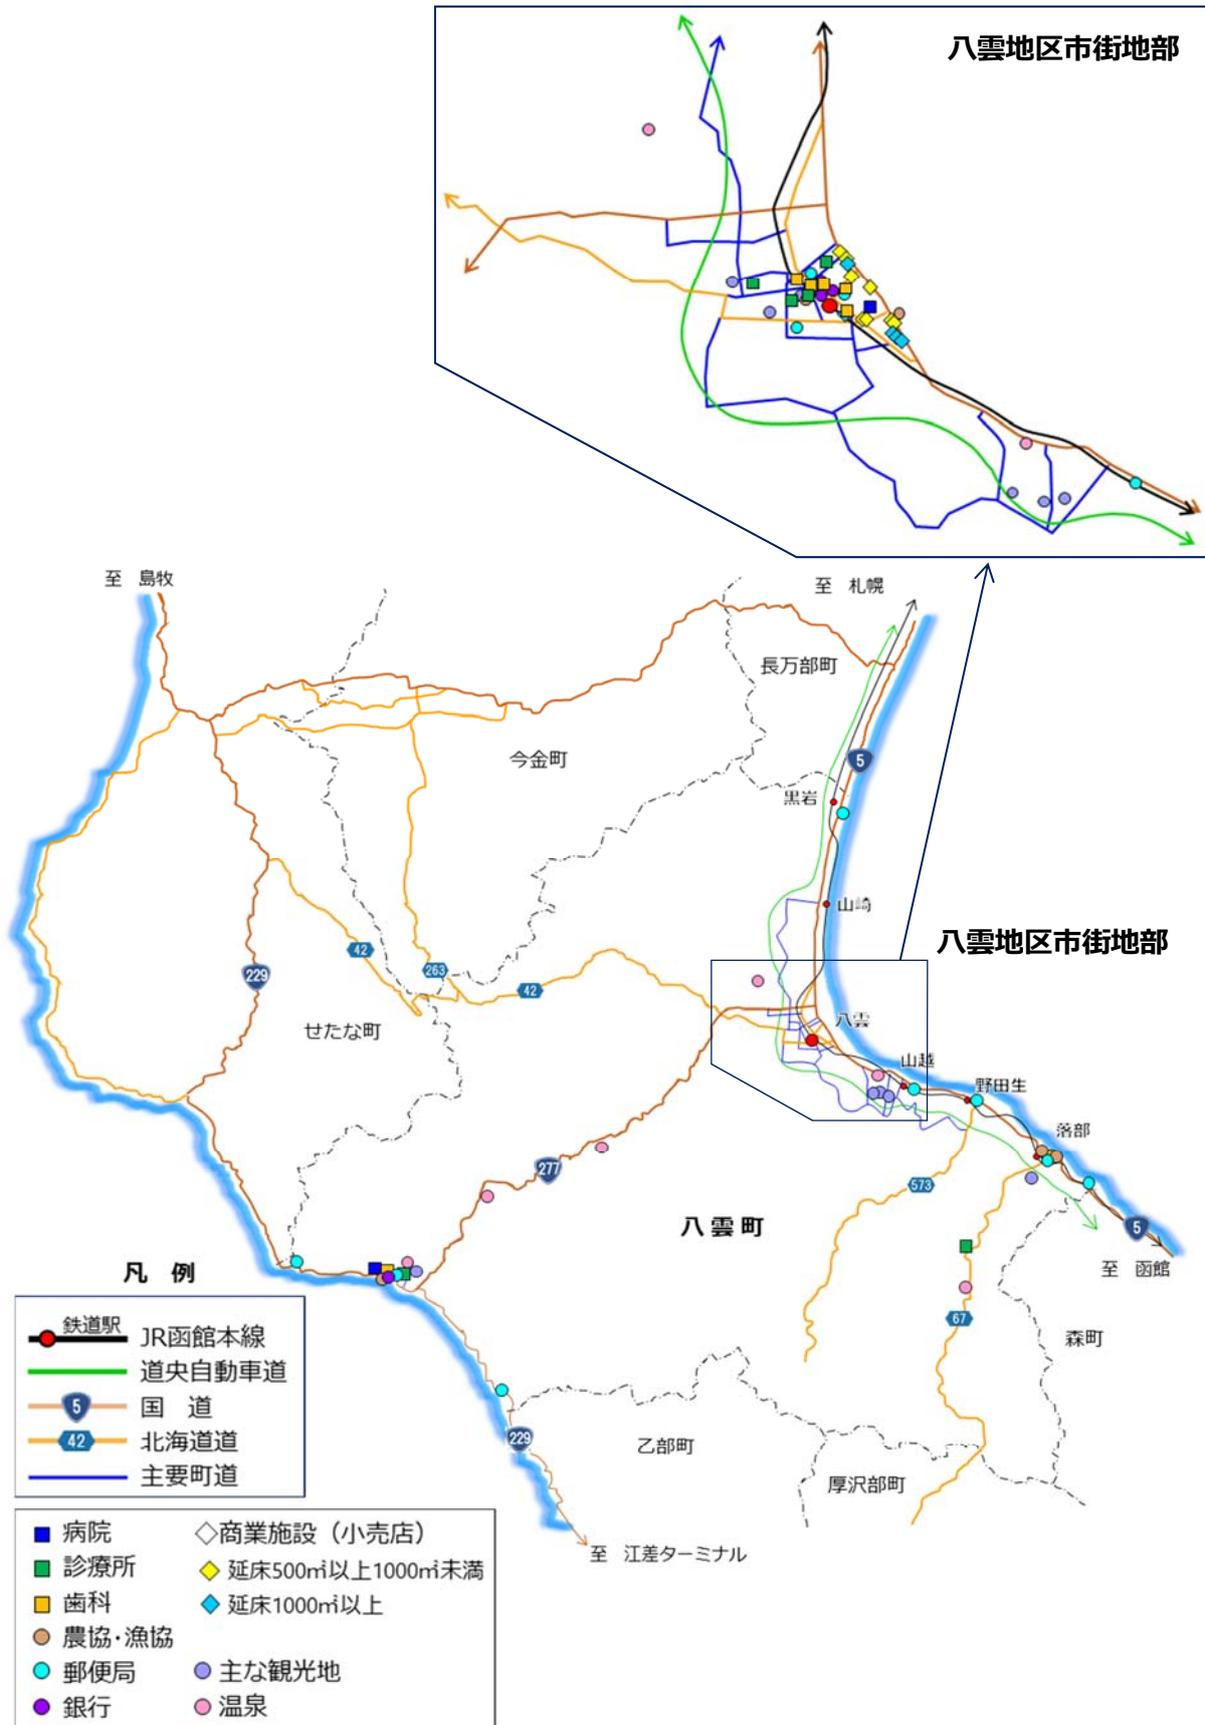 八雲地区市街地部
至 島牧
至 札幌
長万部町
今金町
5
黒岩
山崎
八雲地区市街地部
42
263
42
229
せたな町
八雲
山越
野田生
落部
277
573
八雲町
5
至 函館
67
森町
乙部町
229
厚沢部町
至 江差ターミナル
凡 例
鉄道駅
JR函館本線
道央自動車道
5
国 道
42
北海道道
主要町道
病院
商業施設（小売店）
診療所
延床500㎡以上1000㎡未満
歯科
延床1000㎡以上
農協・漁協
郵便局
主な観光地
銀行
温泉